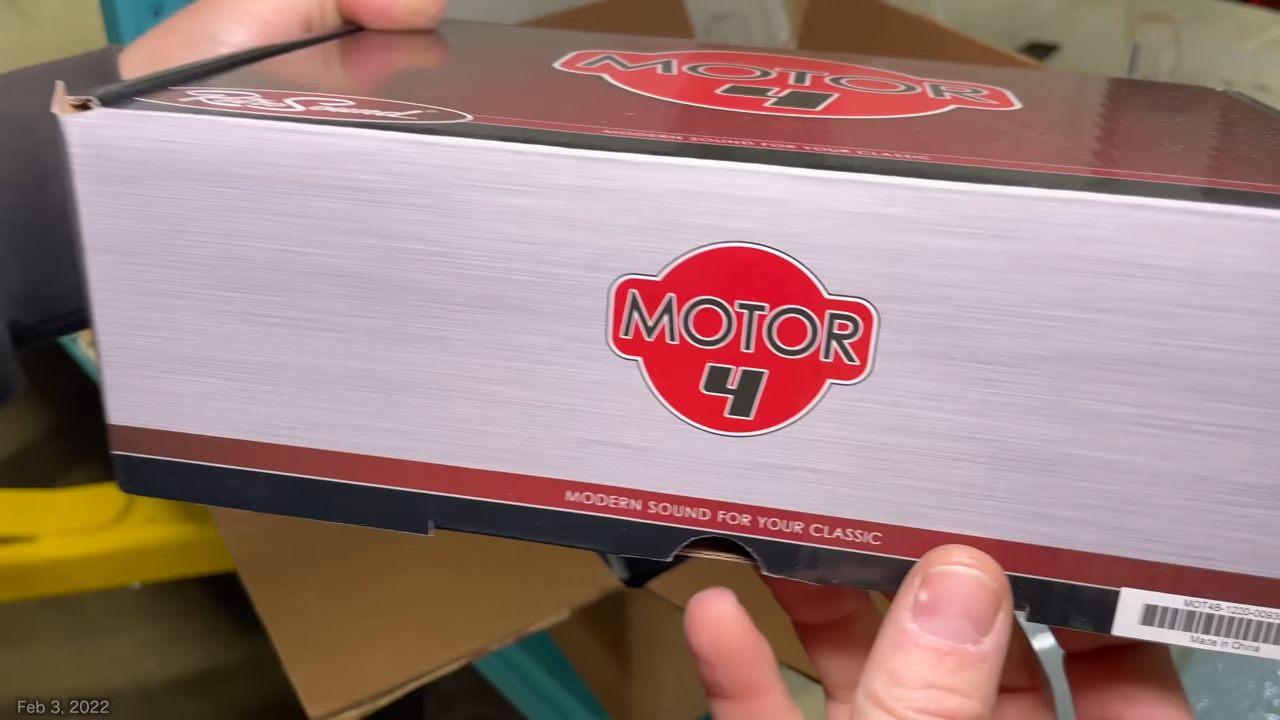 MOTOR
4
RetroSound
MODERN SOUND FOR YOUR CLASSIC
MOTOR
4
MODERN SOUND FOR YOUR CLASSIC
Made in China
Feb 3, 2022